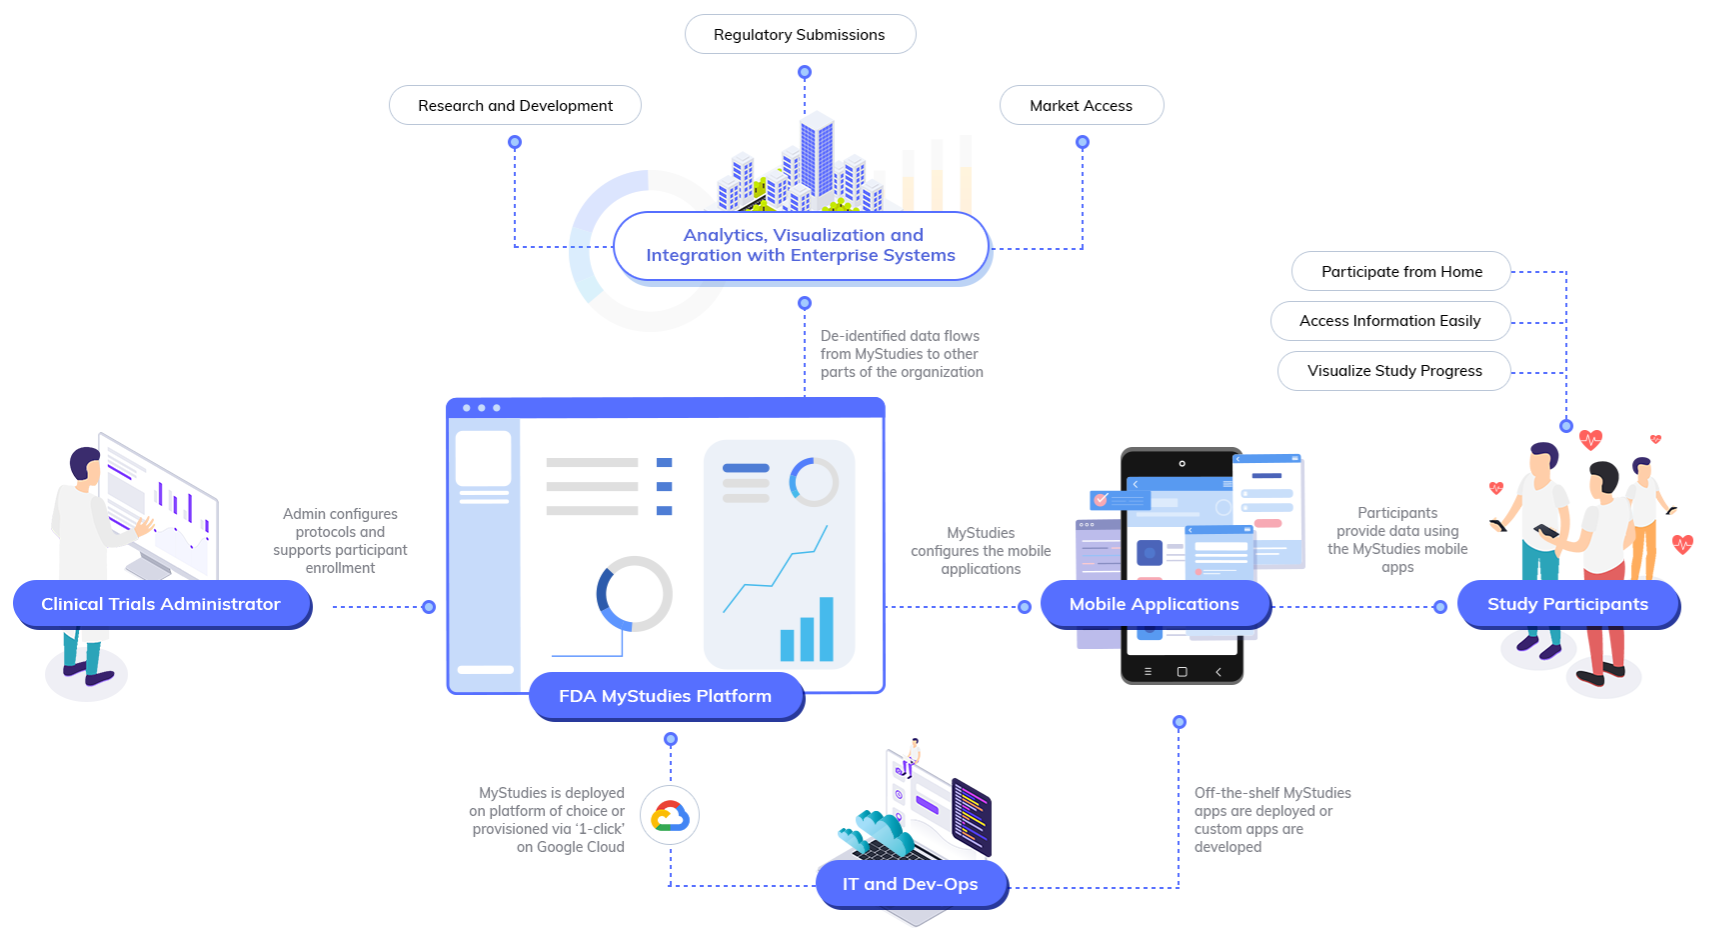 Regulatory Submissions
Research and Development
Market Access
Analytics, Visualization and
Integration with Enterprise Systems
Participate from Home
Access Information Easily
Visualize Study Progress
De-identified data flows
from MyStudies to other
parts of the organization
Admin configures
protocols and
supports participant
enrollment
MyStudies
configures the mobile
applications
Participants
provide data using
the MyStudies mobile
apps
Clinical Trials Administrator
Mobile Applications
Study Participants
FDA MyStudies Platform
MyStudies is deployed
on platform of choice or
provisioned via ‘1-click’
on Google Cloud
Off-the-shelf MyStudies
apps are deployed or
custom apps are
developed
IT and Dev-Ops